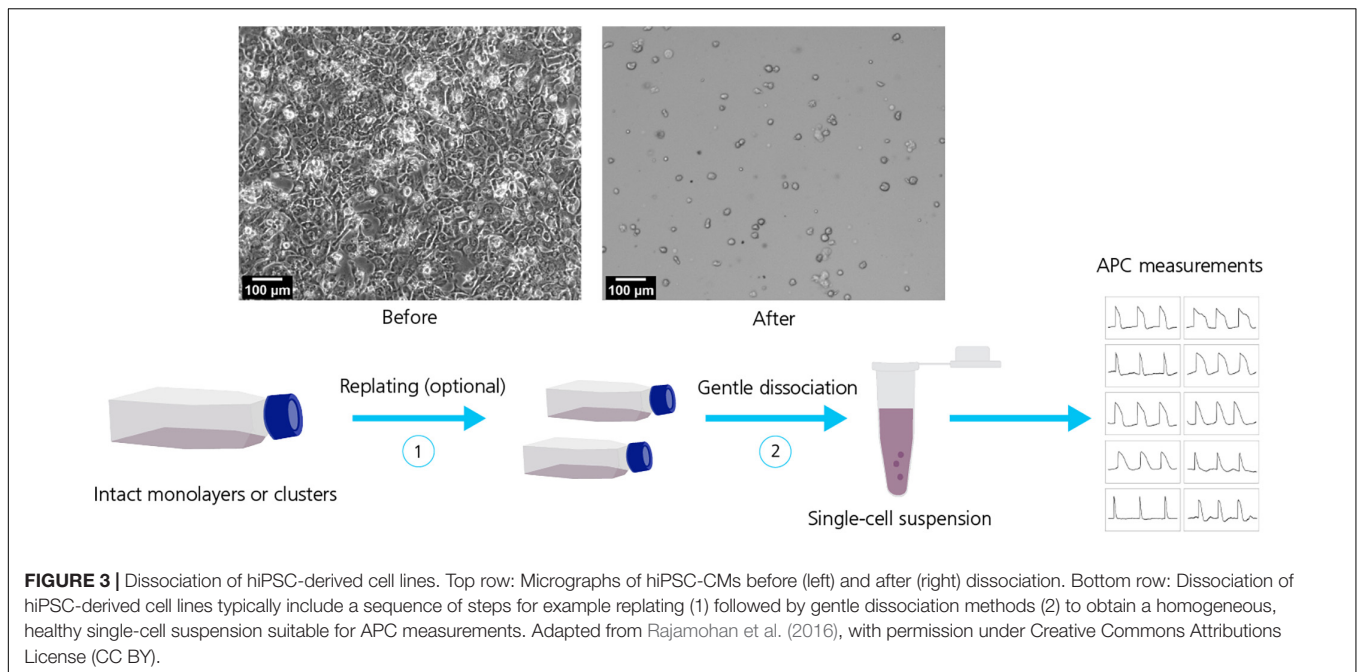 100 µm
100 µm
Before
After
APC measurements
Replating (optional)
Gentle dissociation
1
2
Intact monolayers or clusters
Single-cell suspension
FIGURE 3 | Dissociation of hiPSC-derived cell lines. Top row: Micrographs of hiPSC-CMs before (left) and after (right) dissociation. Bottom row: Dissociation of
hiPSC-derived cell lines typically include a sequence of steps for example replating (1) followed by gentle dissociation methods (2) to obtain a homogeneous,
healthy single-cell suspension suitable for APC measurements. Adapted from Rajamohan et al. (2016), with permission under Creative Commons Attributions
License (CC BY).